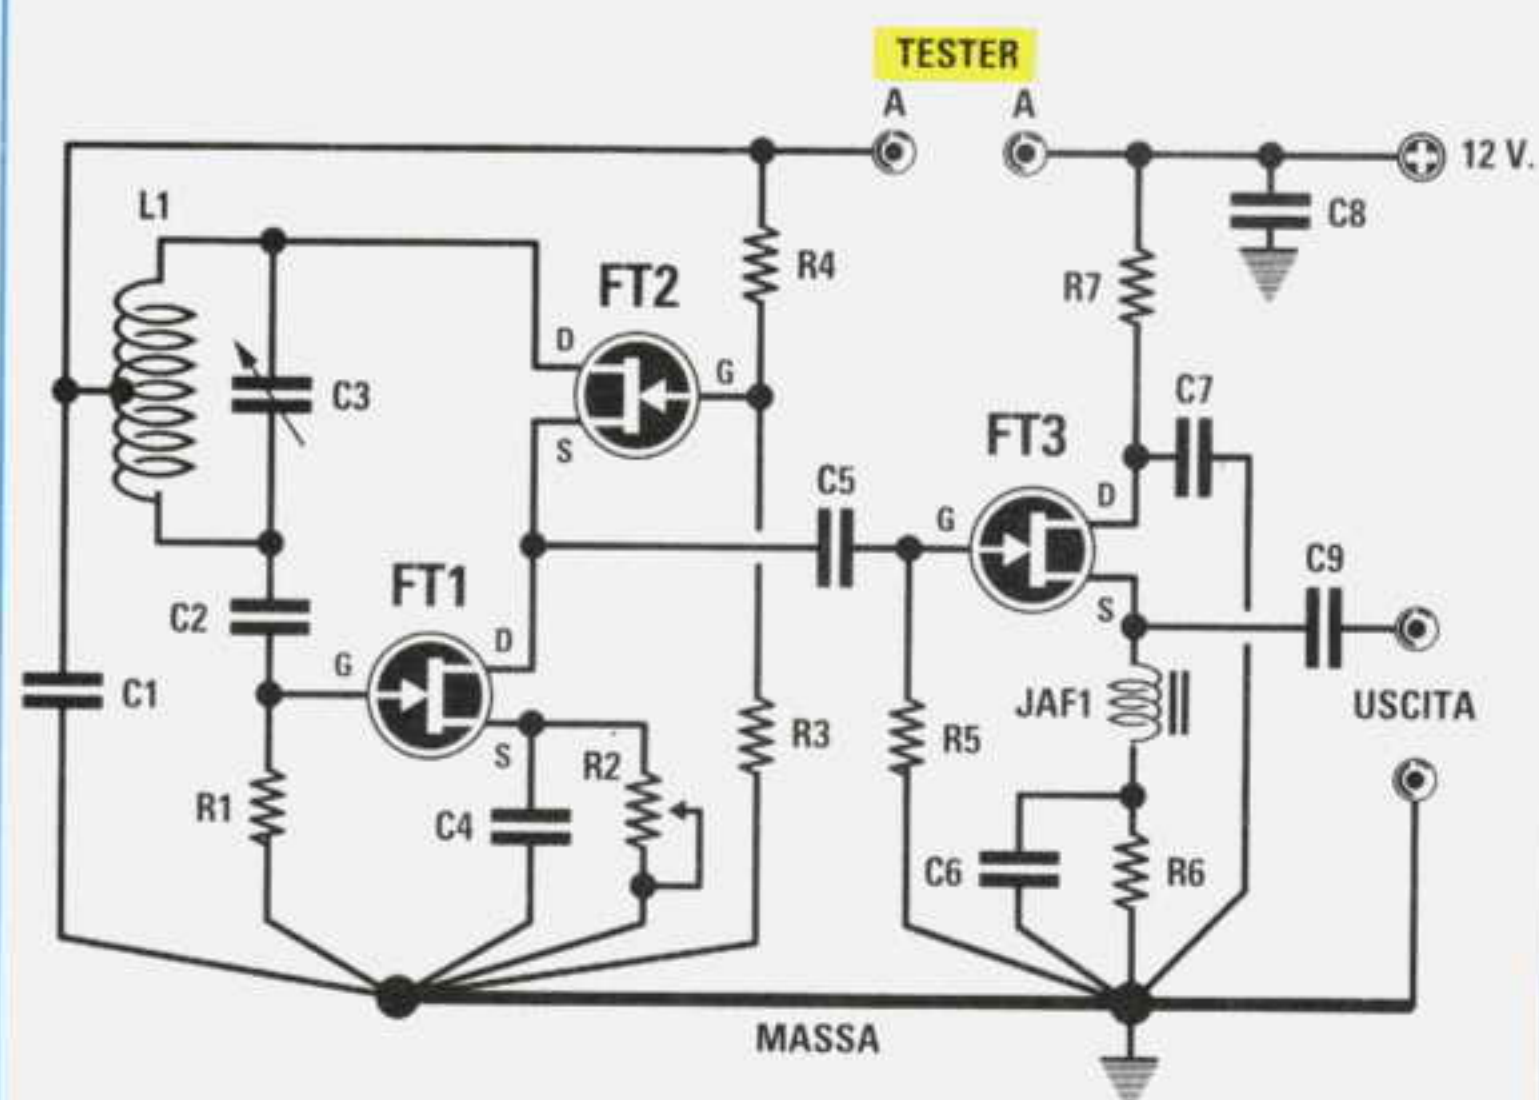 TESTER
A A
12 V.
L1
C8
R4
FT2
R7
D
G
C3
C7
FT3
S
D
C5
G
C9
FT1
C2
D
S
G
C1
JAF1
USCITA
R3
R5
S
R2
R1
C4
C6
R6
MASSA